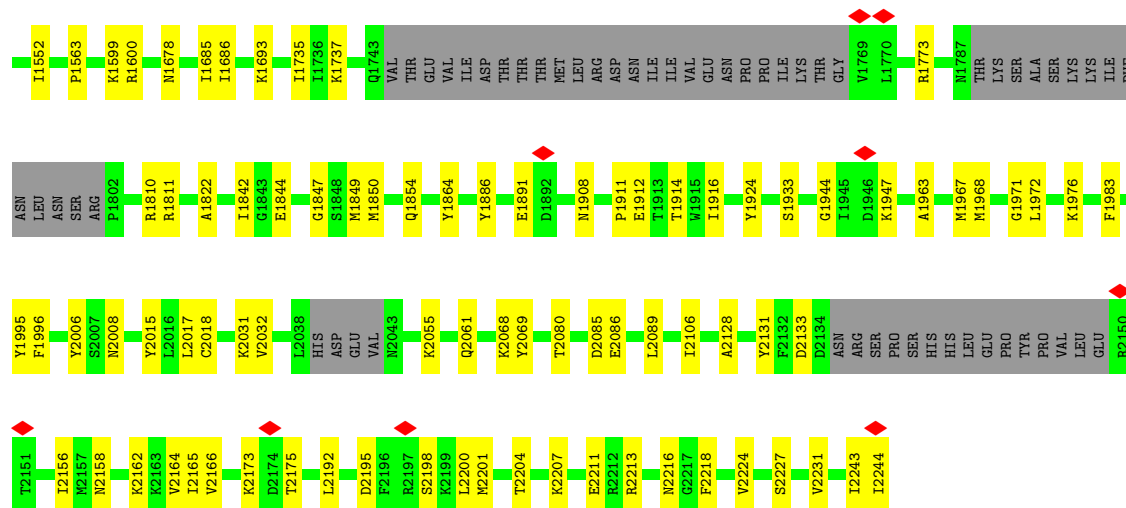 I1552 P1563 K1599 R1600 N1678 I1685 I1686 K1693 I1735 I1736 K1737 Q1743 VAL THR GLU VAL ILE ASP THR THR THR MET LEU ARG ASP ASN ILE ILE VAL GLU ASN PRO PRO ILE LYS THR GLY V1769 L1770 R1773 N1787 THR LYS SER ALA SER LYS LYS ILE
ASN LEU ASN SER ARG P1802 R1810 R1811 A1822 I1842 G1843 E1844 G1847 S1848 M1849 M1850 Q1854 Y1864 Y1886 E1891 D1892 N1908 P1911 E1912 T1913 T1914 W1915 I1916 Y1924 S1933 G1944 I1945 D1946 K1947 A1963 M1967 M1968 G1971 L1972 K1976 F1983
Y1995 F1996 Y2006 S2007 N2008 Y2015 L2016 L2017 C2018 K2031 V2032 L2038 HIS ASP GLU VAL N2043 K2055 Q2061 K2068 Y2069 T2080 D2085 E2086 L2089 I2106 A2128 Y2131 F2132 D2133 D2134 ASN ARG SER PRO SER HIS HIS LEU GLU PRO TYR PRO VAL LEU GLU R2150
T2151 I2156 M2157 N2158 K2162 K2163 V2164 I2165 V2166 K2173 D2174 T2175 L2192 D2195 F2196 R2197 S2198 K2199 L2200 M2201 T2204 K2207 E2211 R2212 R2213 N2216 G2217 F2218 V2224 S2227 V2231 I2243 I2244